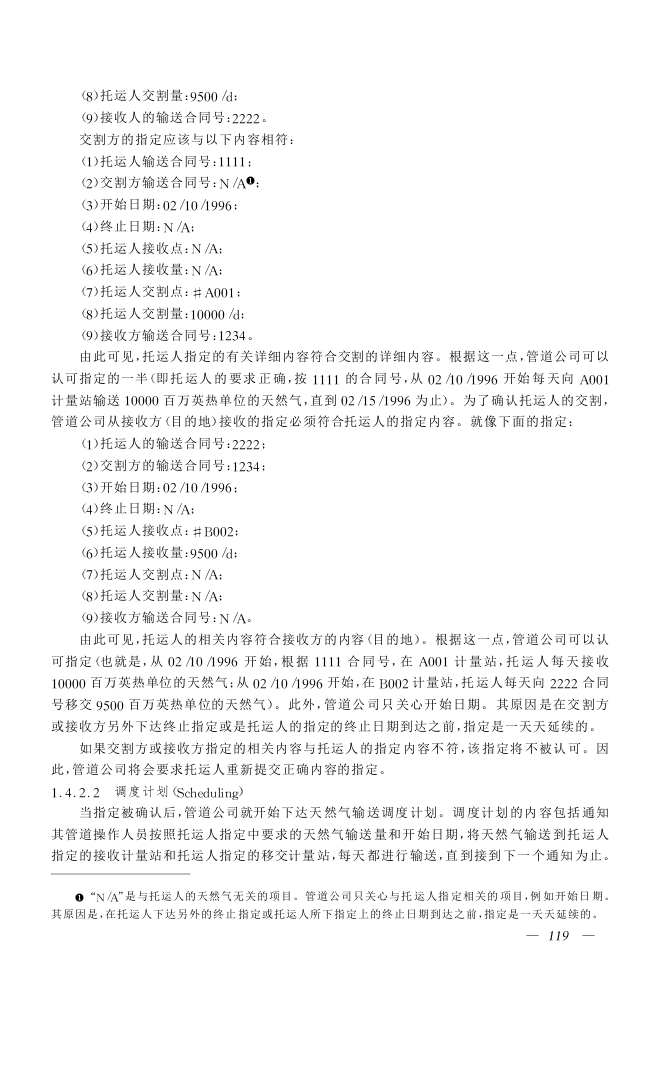 (8)托运人交割量:9500 /d;
(9)接收人的输送合同号:2222。
交割方的指定应该与以下内容相符:
(1)托运人输送合同号:1111;
(2)交割方输送合同号:N /A❶;
(3)开始日期:02 /10 /1996;
(4)终止日期:N /A;
(5)托运人接收点:N /A;
(6)托运人接收量:N /A;
(7)托运人交割点:♯A001;
(8)托运人交割量:10000 /d;
(9)接收方输送合同号:1234。
由此可见,托运人指定的有关详细内容符合交割的详细内容。根据这一点,管道公司可以
认可指定的一半(即托运人的要求正确,按 1111 的合同号,从 02 /10 /1996 开始每天向 A001
计量站输送 10000 百万英热单位的天然气,直到 02 /15 /1996 为止)。为了确认托运人的交割,
管道公司从接收方(目的地)接收的指定必须符合托运人的指定内容。就像下面的指定:
(1)托运人的输送合同号:2222;
(2)交割方的输送合同号:1234;
(3)开始日期:02 /10 /1996;
(4)终止日期:N /A;
(5)托运人接收点:♯B002;
(6)托运人接收量:9500 /d;
(7)托运人交割点:N /A;
(8)托运人交割量:N /A;
(9)接收方输送合同号:N /A。
由此可见,托运人的相关内容符合接收方的内容(目的地)。根据这一点,管道公司可以认
可指定(也就是,从 02 /10 /1996 开始,根据 1111 合同号,在 A001 计量站,托运人每天接收
10000 百万英热单位的天然气;从 02 /10 /1996 开始,在 B002 计量站,托运人每天向 2222 合同
号移交 9500 百万英热单位的天然气)。此外,管道公司只关心开始日期。其原因是在交割方
或接收方另外下达终止指定或是托运人的指定的终止日期到达之前,指定是一天天延续的。
如果交割方或接收方指定的相关内容与托运人的指定内容不符,该指定将不被认可。因
此,管道公司将会要求托运人重新提交正确内容的指定。
1.4.2.2 调度计划(Scheduling)
当指定被确认后,管道公司就开始下达天然气输送调度计划。调度计划的内容包括通知
其管道操作人员按照托运人指定中要求的天然气输送量和开始日期,将天然气输送到托运人
指定的接收计量站和托运人指定的移交计量站,每天都进行输送,直到接到下一个通知为止。
❶ “N /A”是与托运人的天然气无关的项目。管道公司只关心与托运人指定相关的项目,例如开始日期。
其原因是,在托运人下达另外的终止指定或托运人所下指定上的终止日期到达之前,指定是一天天延续的。
— 119 —